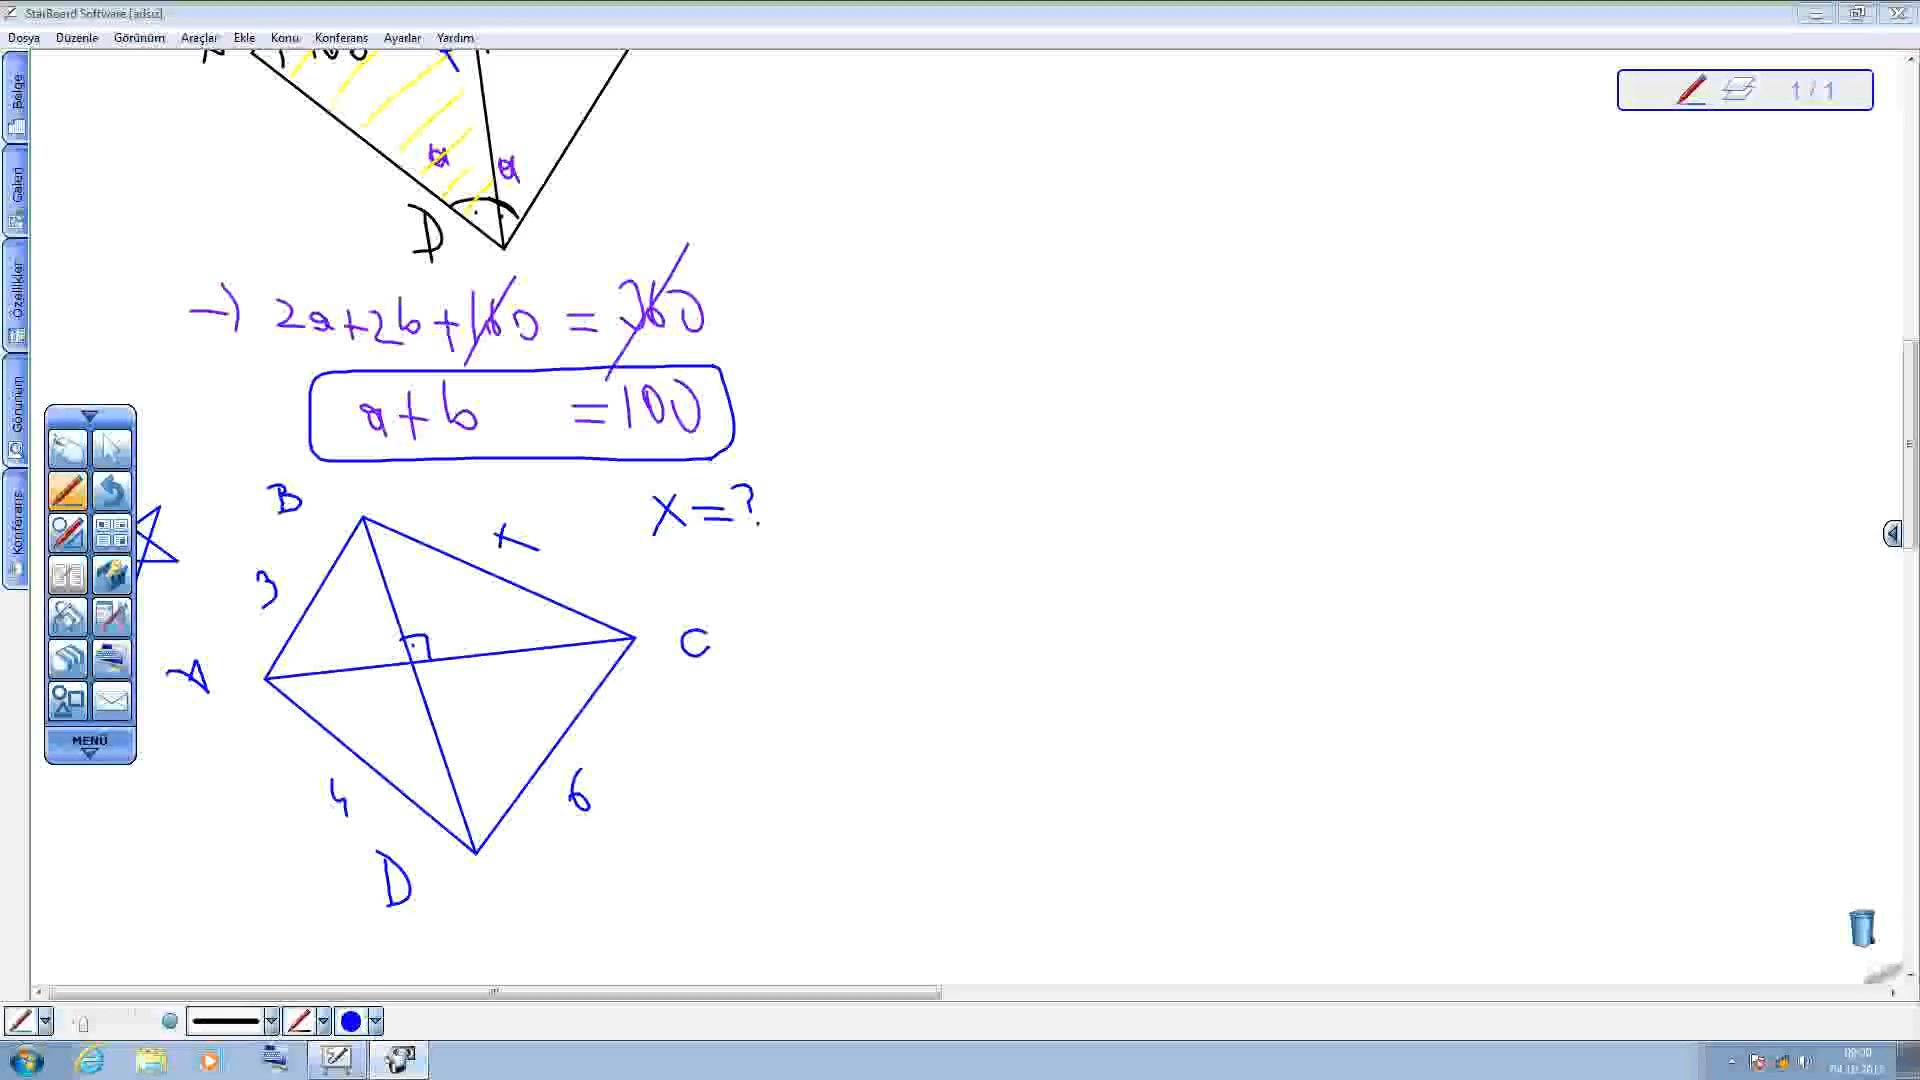 StarBoard Software [adsız]
Dosya Düzenle Görünüm Araçlar Ekle Konu Konferans Ayarlar Yardım
Belge
Galeri
Özellikler
Görünüm
Konferans
1 / 1
a a
D
→ 2a+2b+160 = 360
a+b = 100
B
x = ?
x
3
C
A
4
6
D
MENÜ